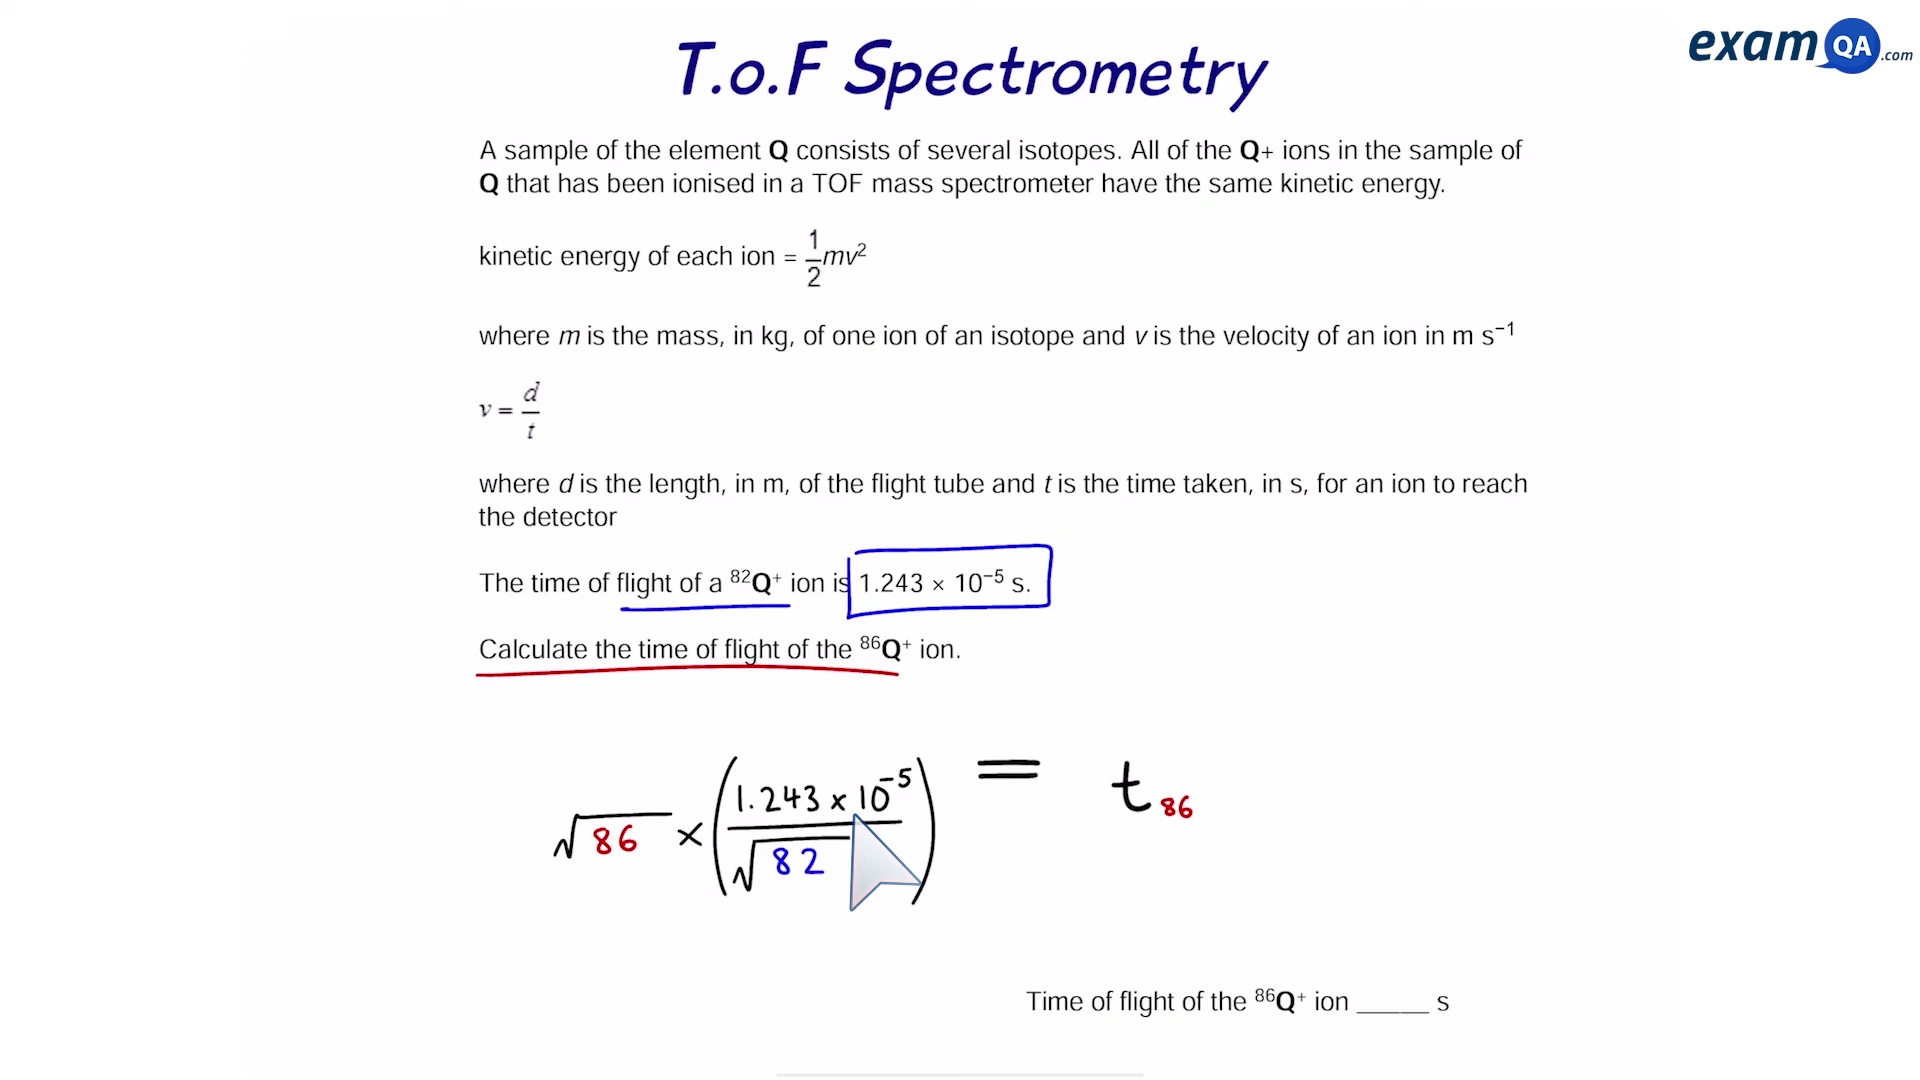 examQA.com
T.o.F Spectrometry
A sample of the element Q consists of several isotopes. All of the Q+ ions in the sample of
Q that has been ionised in a TOF mass spectrometer have the same kinetic energy.
kinetic energy of each ion = 1/2 mv²
where m is the mass, in kg, of one ion of an isotope and v is the velocity of an ion in m s⁻¹
v = d/t
where d is the length, in m, of the flight tube and t is the time taken, in s, for an ion to reach
the detector
The time of flight of a ⁸²Q⁺ ion is 1.243 × 10⁻⁵ s.
Calculate the time of flight of the ⁸⁶Q⁺ ion.
√86 × (1.243 × 10⁻⁵ / √82) = t₈₆
Time of flight of the ⁸⁶Q⁺ ion _____ s